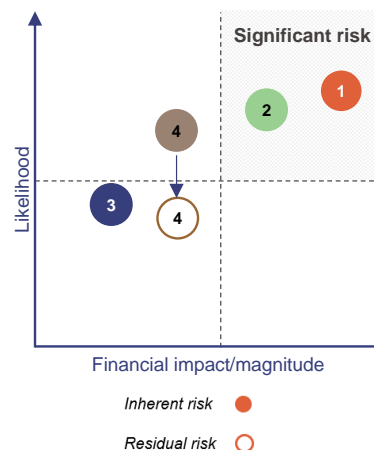 Significant risk
1
2
4
3
4
Likelihood
Financial impact/magnitude
Inherent risk
Residual risk